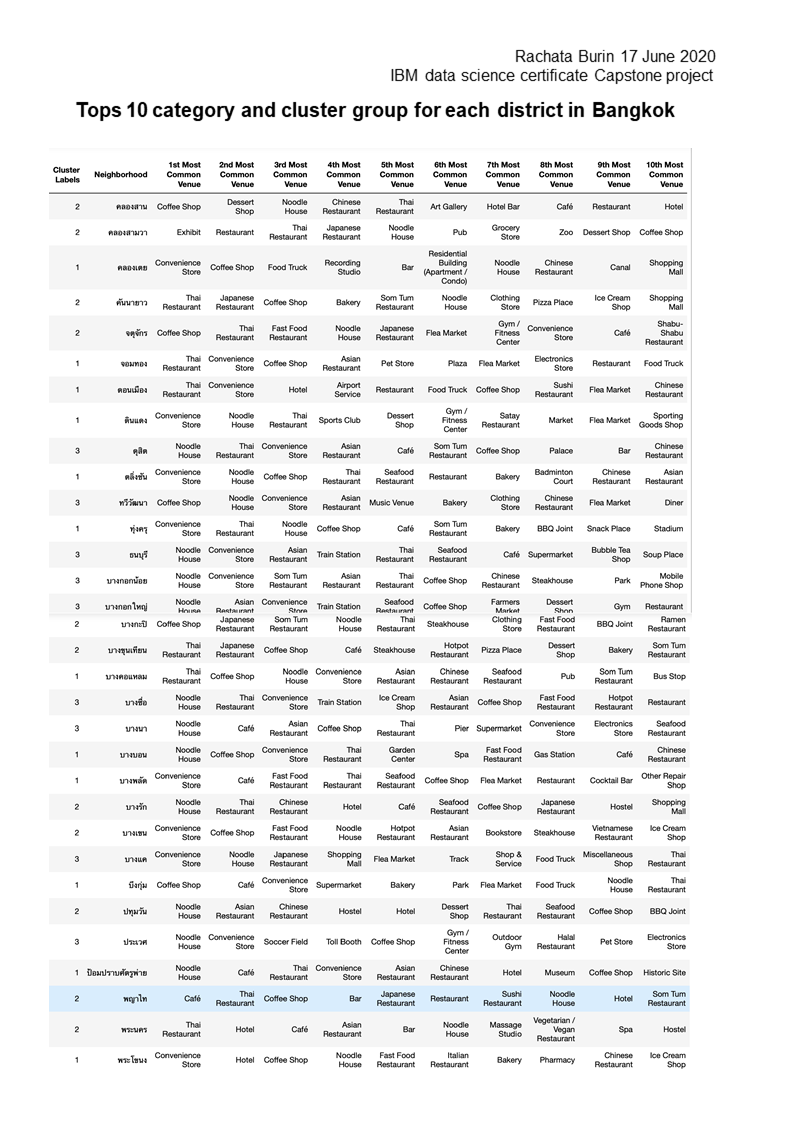 Rachata Burin 17 June 2020
IBM data science certificate Capstone project
Tops 10 category and cluster group for each district in Bangkok
Cluster Labels Neighborhood 1st Most Common Venue 2nd Most Common Venue 3rd Most Common Venue 4th Most Common Venue 5th Most Common Venue 6th Most Common Venue 7th Most Common Venue 8th Most Common Venue 9th Most Common Venue 10th Most Common Venue
2 คลองสาน Coffee Shop Dessert Shop Noodle House Chinese Restaurant Thai Restaurant Art Gallery Hotel Bar Café Restaurant Hotel
2 คลองสามวา Exhibit Restaurant Thai Restaurant Japanese Restaurant Noodle House Pub Grocery Store Zoo Dessert Shop Coffee Shop
1 คลองเตย Convenience Store Coffee Shop Food Truck Recording Studio Bar Residential Building (Apartment / Condo) Noodle House Chinese Restaurant Canal Shopping Mall
2 คันนายาว Thai Restaurant Japanese Restaurant Coffee Shop Bakery Som Tum Restaurant Noodle House Clothing Store Pizza Place Ice Cream Shop Shopping Mall
2 จตุจักร Coffee Shop Thai Restaurant Fast Food Restaurant Noodle House Japanese Restaurant Flea Market Gym / Fitness Center Convenience Store Café Shabu-Shabu Restaurant
1 จอมทอง Thai Restaurant Convenience Store Coffee Shop Asian Restaurant Pet Store Plaza Flea Market Electronics Store Restaurant Food Truck
1 ดอนเมือง Thai Restaurant Convenience Store Hotel Airport Service Restaurant Food Truck Coffee Shop Sushi Restaurant Flea Market Chinese Restaurant
1 ดินแดง Convenience Store Noodle House Thai Restaurant Sports Club Dessert Shop Gym / Fitness Center Satay Restaurant Market Flea Market Sporting Goods Shop
3 ดุสิต Noodle House Thai Restaurant Convenience Store Asian Restaurant Café Som Tum Restaurant Coffee Shop Palace Bar Chinese Restaurant
1 ตลิ่งชัน Convenience Store Noodle House Coffee Shop Thai Restaurant Seafood Restaurant Restaurant Bakery Badminton Court Chinese Restaurant Asian Restaurant
3 ทวีวัฒนา Coffee Shop Noodle House Convenience Store Asian Restaurant Music Venue Bakery Clothing Store Chinese Restaurant Flea Market Diner
1 ทุ่งครุ Convenience Store Thai Restaurant Noodle House Coffee Shop Café Som Tum Restaurant Bakery BBQ Joint Snack Place Stadium
3 ธนบุรี Noodle House Convenience Store Asian Restaurant Train Station Thai Restaurant Seafood Restaurant Café Supermarket Bubble Tea Shop Soup Place
3 บางกอกน้อย Noodle House Convenience Store Som Tum Restaurant Asian Restaurant Thai Restaurant Coffee Shop Chinese Restaurant Steakhouse Park Mobile Phone Shop
3 บางกอกใหญ่ Noodle House Asian Restaurant Convenience Store Train Station Seafood Restaurant Coffee Shop Farmers Market Dessert Shop Gym Restaurant
2 บางกะปิ Coffee Shop Japanese Restaurant Som Tum Restaurant Noodle House Thai Restaurant Steakhouse Clothing Store Fast Food Restaurant BBQ Joint Ramen Restaurant
2 บางขุนเทียน Thai Restaurant Japanese Restaurant Coffee Shop Café Steakhouse Hotpot Restaurant Pizza Place Dessert Shop Bakery Som Tum Restaurant
1 บางคอแหลม Thai Restaurant Coffee Shop Noodle House Convenience Store Asian Restaurant Chinese Restaurant Seafood Restaurant Pub Som Tum Restaurant Bus Stop
3 บางซื่อ Noodle House Thai Restaurant Convenience Store Train Station Ice Cream Shop Asian Restaurant Coffee Shop Fast Food Restaurant Hotpot Restaurant Restaurant
3 บางนา Noodle House Café Asian Restaurant Coffee Shop Thai Restaurant Pier Supermarket Convenience Store Electronics Store Seafood Restaurant
1 บางบอน Noodle House Coffee Shop Convenience Store Thai Restaurant Garden Center Spa Fast Food Restaurant Gas Station Café Chinese Restaurant
1 บางพลัด Convenience Store Café Fast Food Restaurant Thai Restaurant Seafood Restaurant Coffee Shop Flea Market Restaurant Cocktail Bar Other Repair Shop
2 บางรัก Noodle House Thai Restaurant Chinese Restaurant Hotel Café Seafood Restaurant Coffee Shop Japanese Restaurant Hostel Shopping Mall
2 บางเขน Convenience Store Coffee Shop Fast Food Restaurant Noodle House Hotpot Restaurant Asian Restaurant Bookstore Steakhouse Vietnamese Restaurant Ice Cream Shop
3 บางแค Convenience Store Noodle House Japanese Restaurant Shopping Mall Flea Market Track Shop & Service Food Truck Miscellaneous Shop Thai Restaurant
1 บึงกุ่ม Coffee Shop Café Convenience Store Supermarket Bakery Park Flea Market Food Truck Noodle House Thai Restaurant
2 ปทุมวัน Noodle House Asian Restaurant Chinese Restaurant Hostel Hotel Dessert Shop Thai Restaurant Seafood Restaurant Coffee Shop BBQ Joint
3 ประเวศ Noodle House Convenience Store Soccer Field Toll Booth Coffee Shop Gym / Fitness Center Outdoor Gym Halal Restaurant Pet Store Electronics Store
1 ป้อมปราบศัตรูพ่าย Noodle House Café Thai Restaurant Convenience Store Asian Restaurant Chinese Restaurant Hotel Museum Coffee Shop Historic Site
2 พญาไท Café Thai Restaurant Coffee Shop Bar Japanese Restaurant Restaurant Sushi Restaurant Noodle House Hotel Som Tum Restaurant
2 พระนคร Thai Restaurant Hotel Café Asian Restaurant Bar Noodle House Massage Studio Vegetarian / Vegan Restaurant Spa Hostel
1 พระโขนง Convenience Store Hotel Coffee Shop Noodle House Fast Food Restaurant Italian Restaurant Bakery Pharmacy Chinese Restaurant Ice Cream Shop